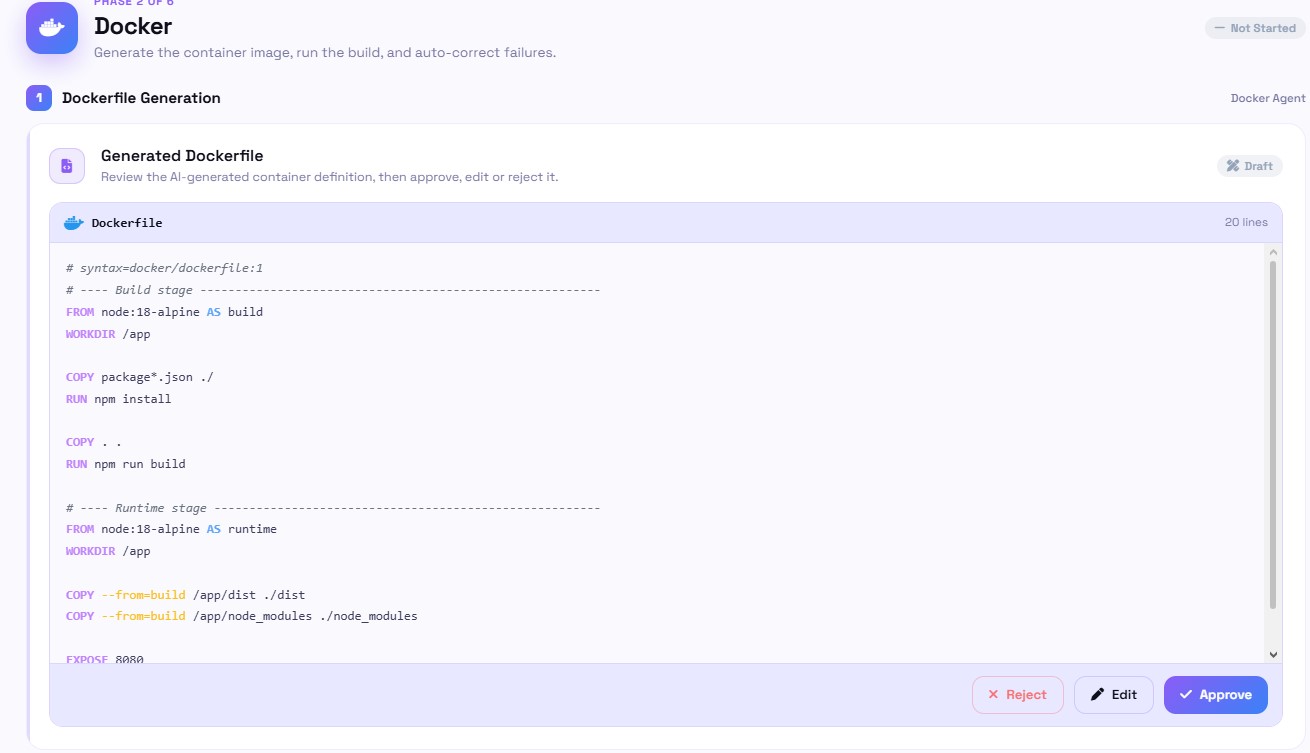 PHASE 2 OF 6
Docker
Generate the container image, run the build, and auto-correct failures.
— Not Started
1
Dockerfile Generation
Docker Agent
Generated Dockerfile
Review the AI-generated container definition, then approve, edit or reject it.
Draft
Dockerfile
20 lines
# syntax=docker/dockerfile:1
# ---- Build stage ---------------------------------------------------------
FROM node:18-alpine AS build
WORKDIR /app
COPY package*.json ./
RUN npm install
COPY . .
RUN npm run build
# ---- Runtime stage -------------------------------------------------------
FROM node:18-alpine AS runtime
WORKDIR /app
COPY --from=build /app/dist ./dist
COPY --from=build /app/node_modules ./node_modules
EXPOSE 8080
Reject
Edit
Approve